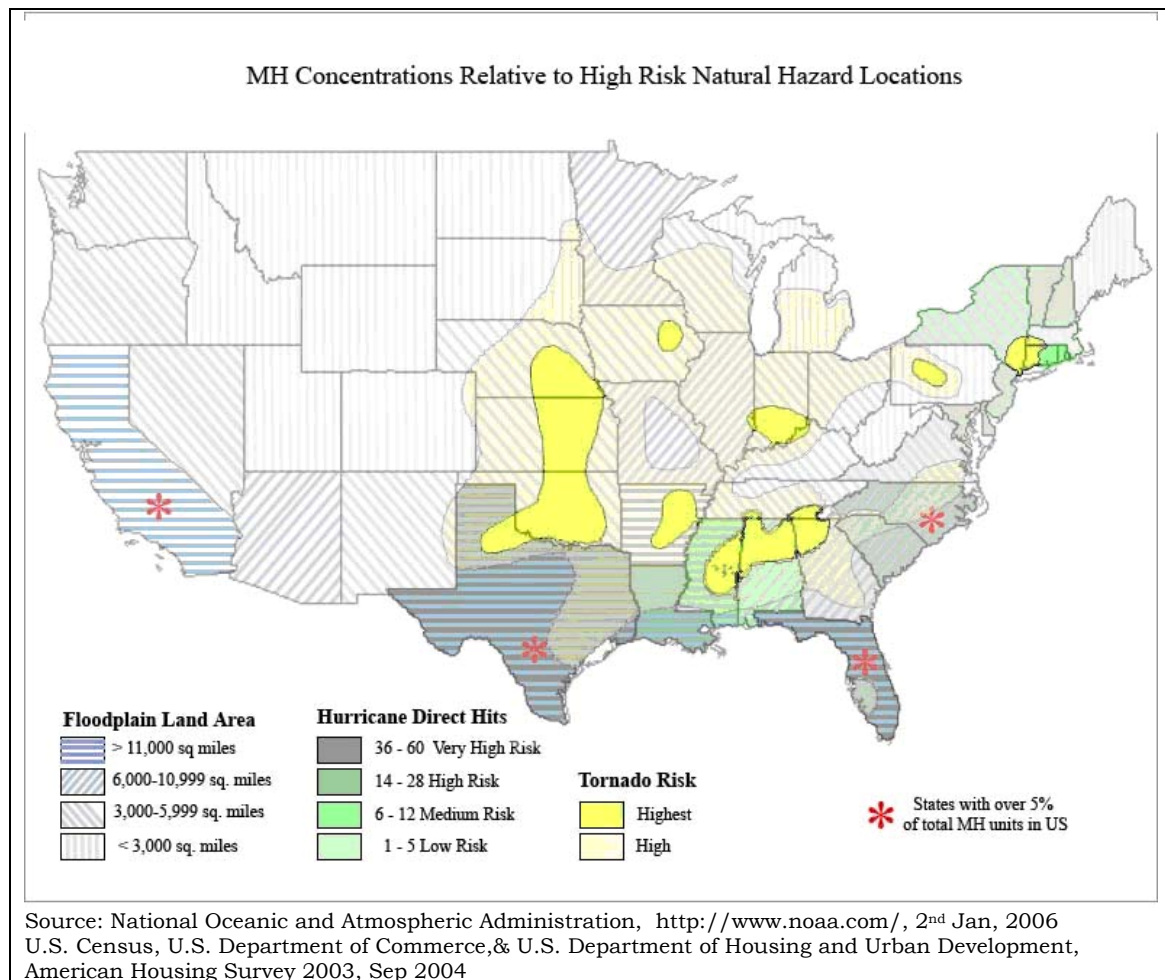 MH Concentrations Relative to High Risk Natural Hazard Locations
Floodplain Land Area
> 11,000 sq miles
6,000-10,999 sq. miles
3,000-5,999 sq. miles
< 3,000 sq. miles
Hurricane Direct Hits
36 - 60 Very High Risk
14 - 28 High Risk
6 - 12 Medium Risk
1 - 5 Low Risk
Tornado Risk
Highest
High
States with over 5%
of total MH units in US
Source: National Oceanic and Atmospheric Administration, http://www.noaa.com/, 2nd Jan, 2006
U.S. Census, U.S. Department of Commerce,& U.S. Department of Housing and Urban Development,
American Housing Survey 2003, Sep 2004